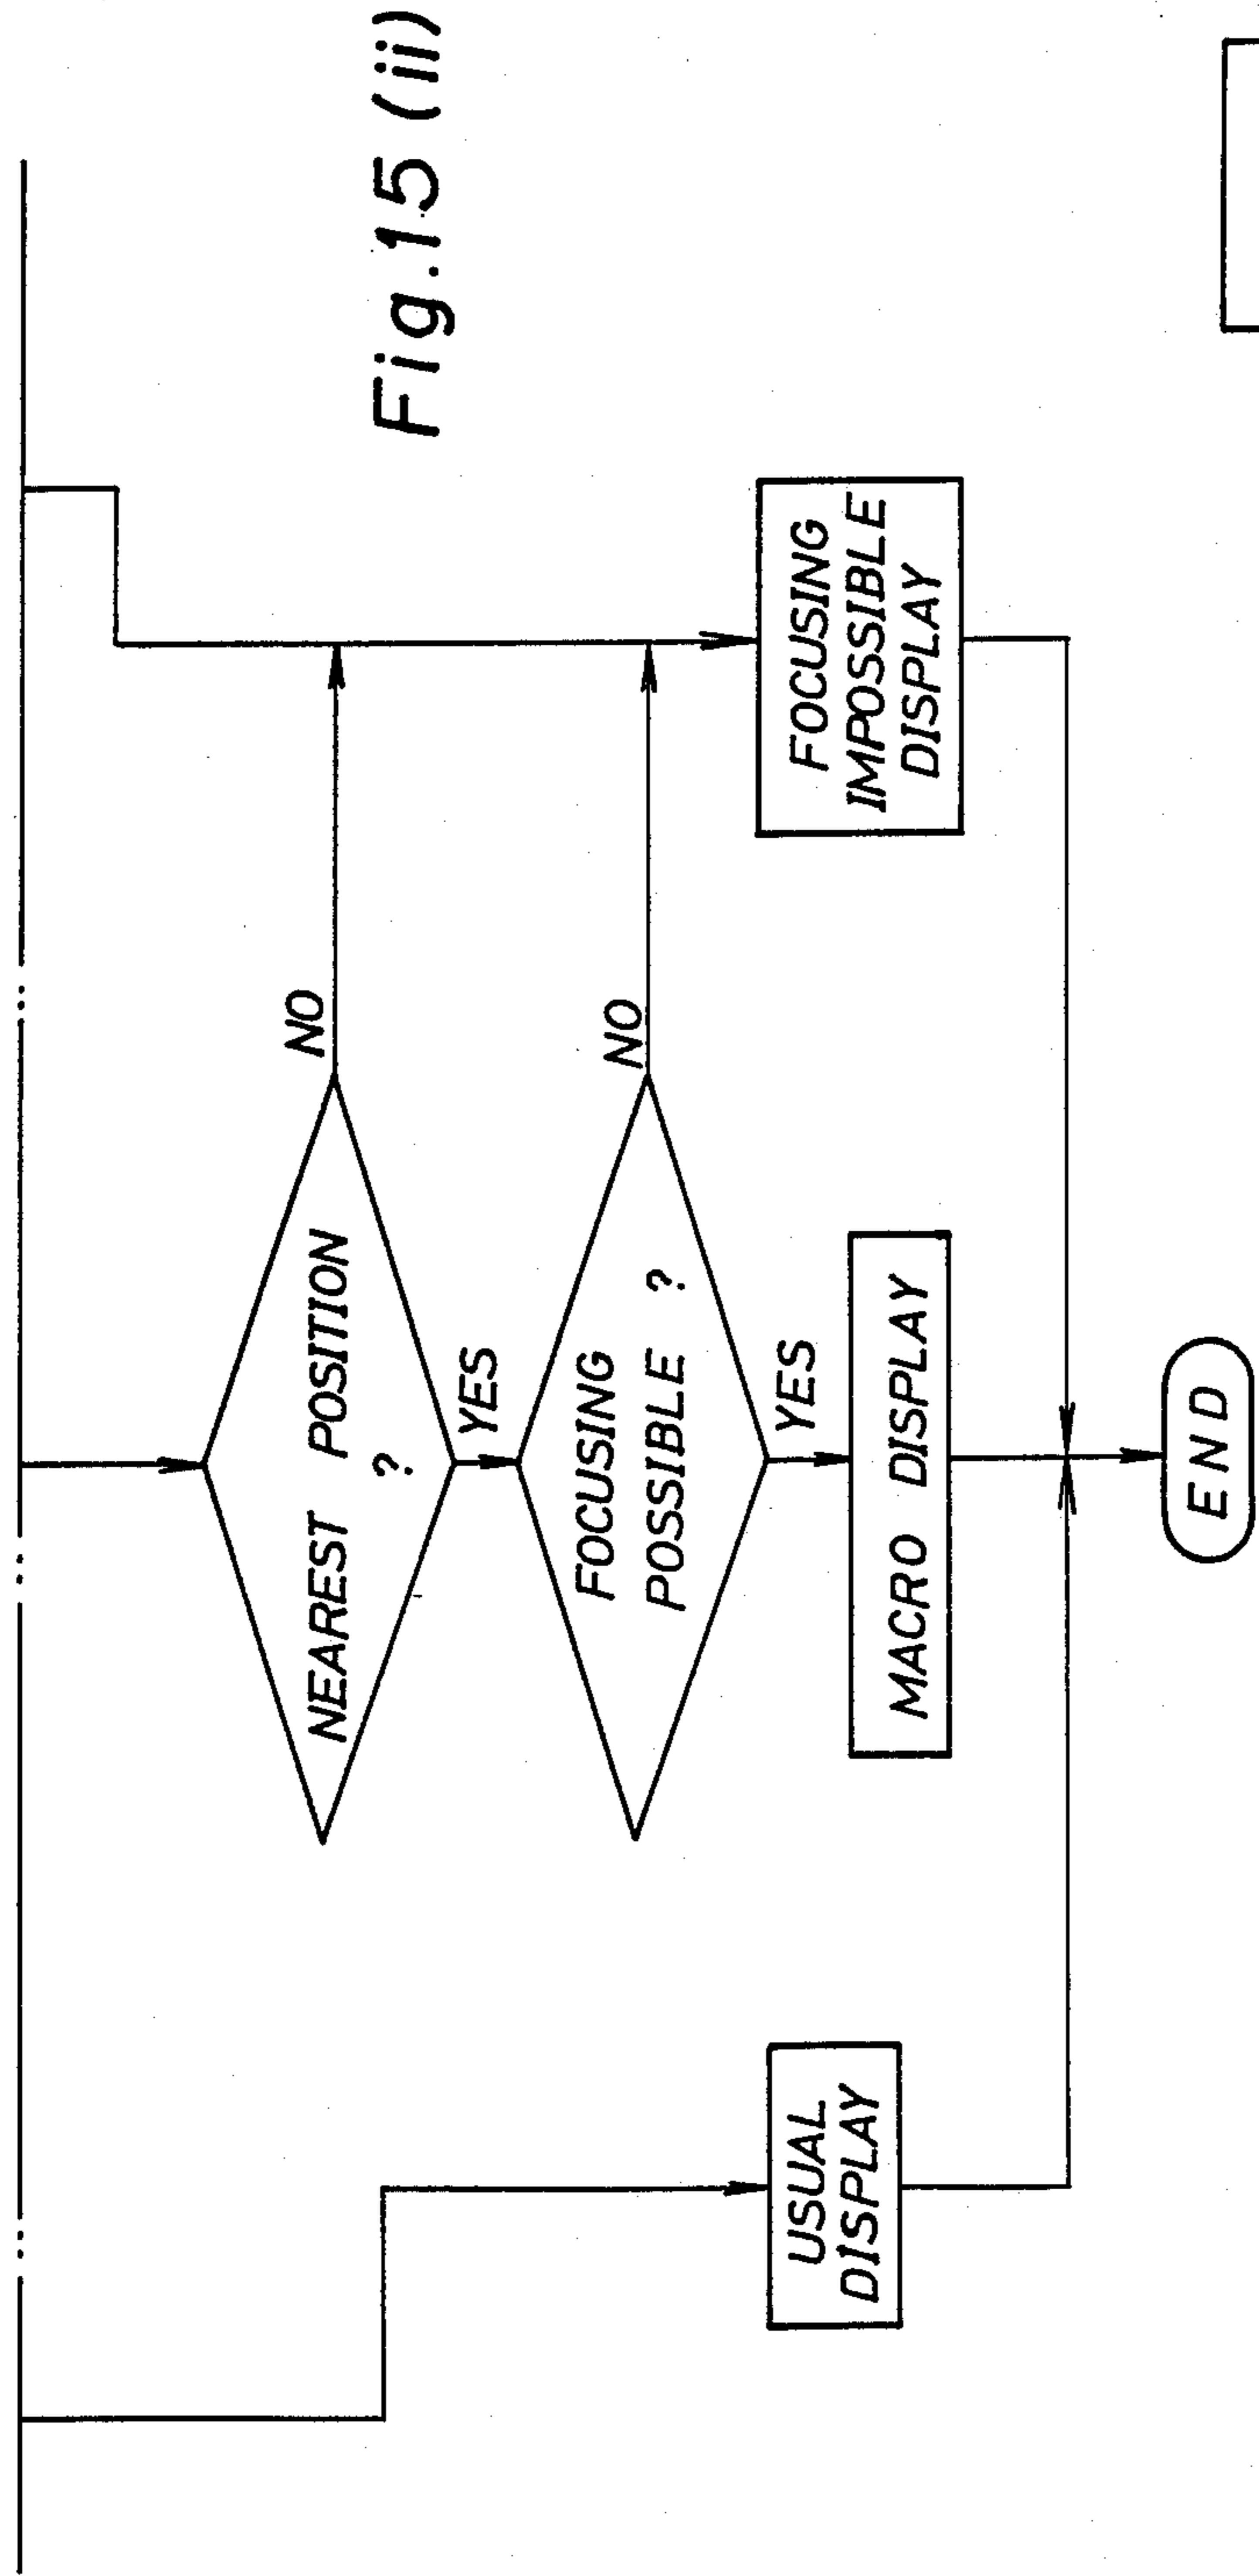 Fig.15 (ii)
NEAREST POSITION
?
NO
YES
FOCUSING
POSSIBLE ?
NO
YES
USUAL
DISPLAY
MACRO DISPLAY
FOCUSING
IMPOSSIBLE
DISPLAY
END